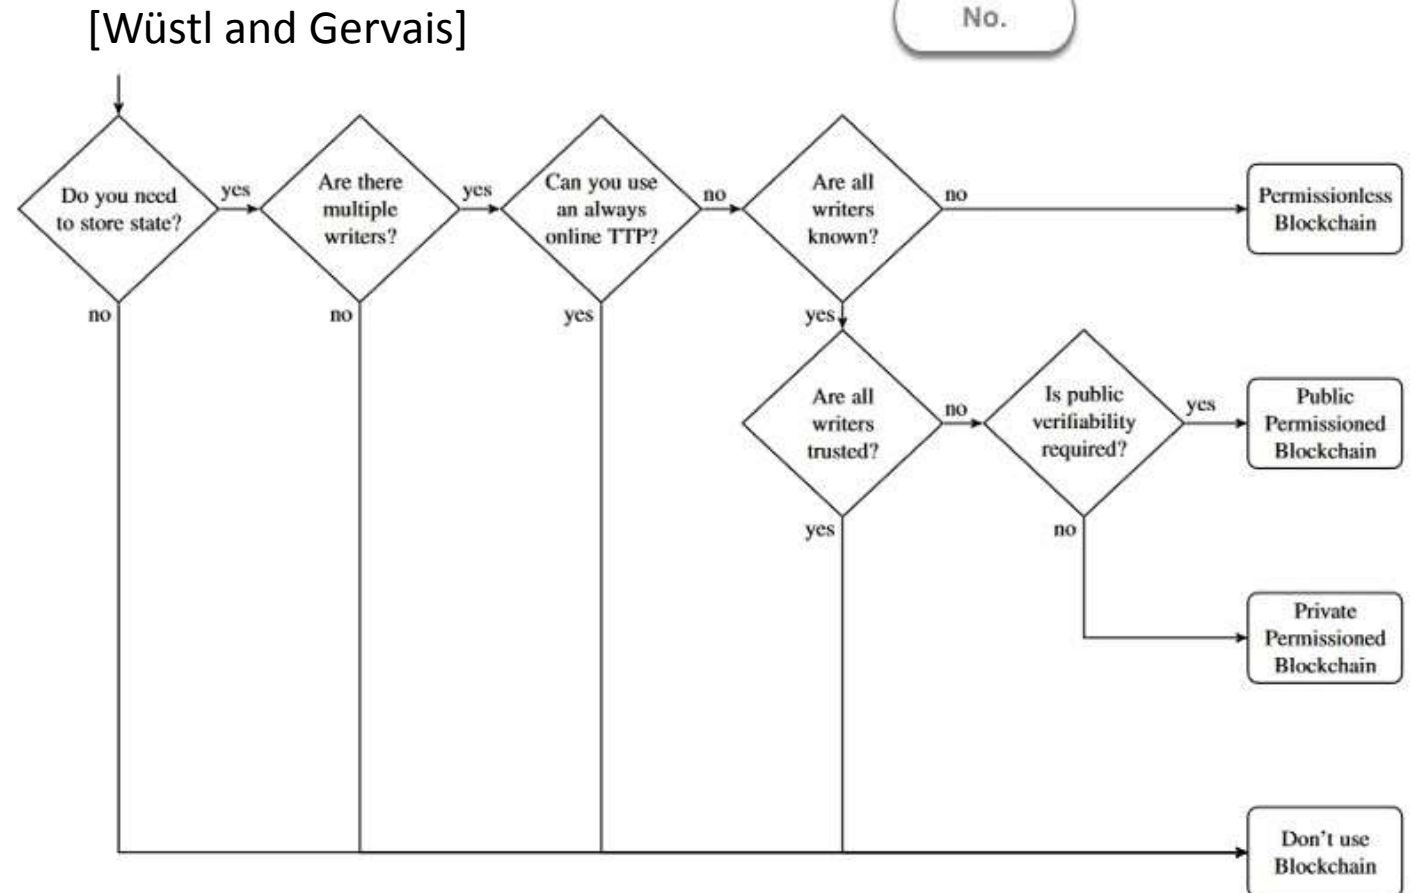 [Wüstl and Gervais]
No.
Do you need
to store state?
yes
no
Are there
multiple
writers?
yes
no
Can you use
an always
online TTP?
no
yes
Are all
writers
known?
no
yes
Permissionless
Blockchain
Are all
writers
trusted?
no
yes
Is public
verifiability
required?
yes
no
Public
Permissioned
Blockchain
Private
Permissioned
Blockchain
Don't use
Blockchain